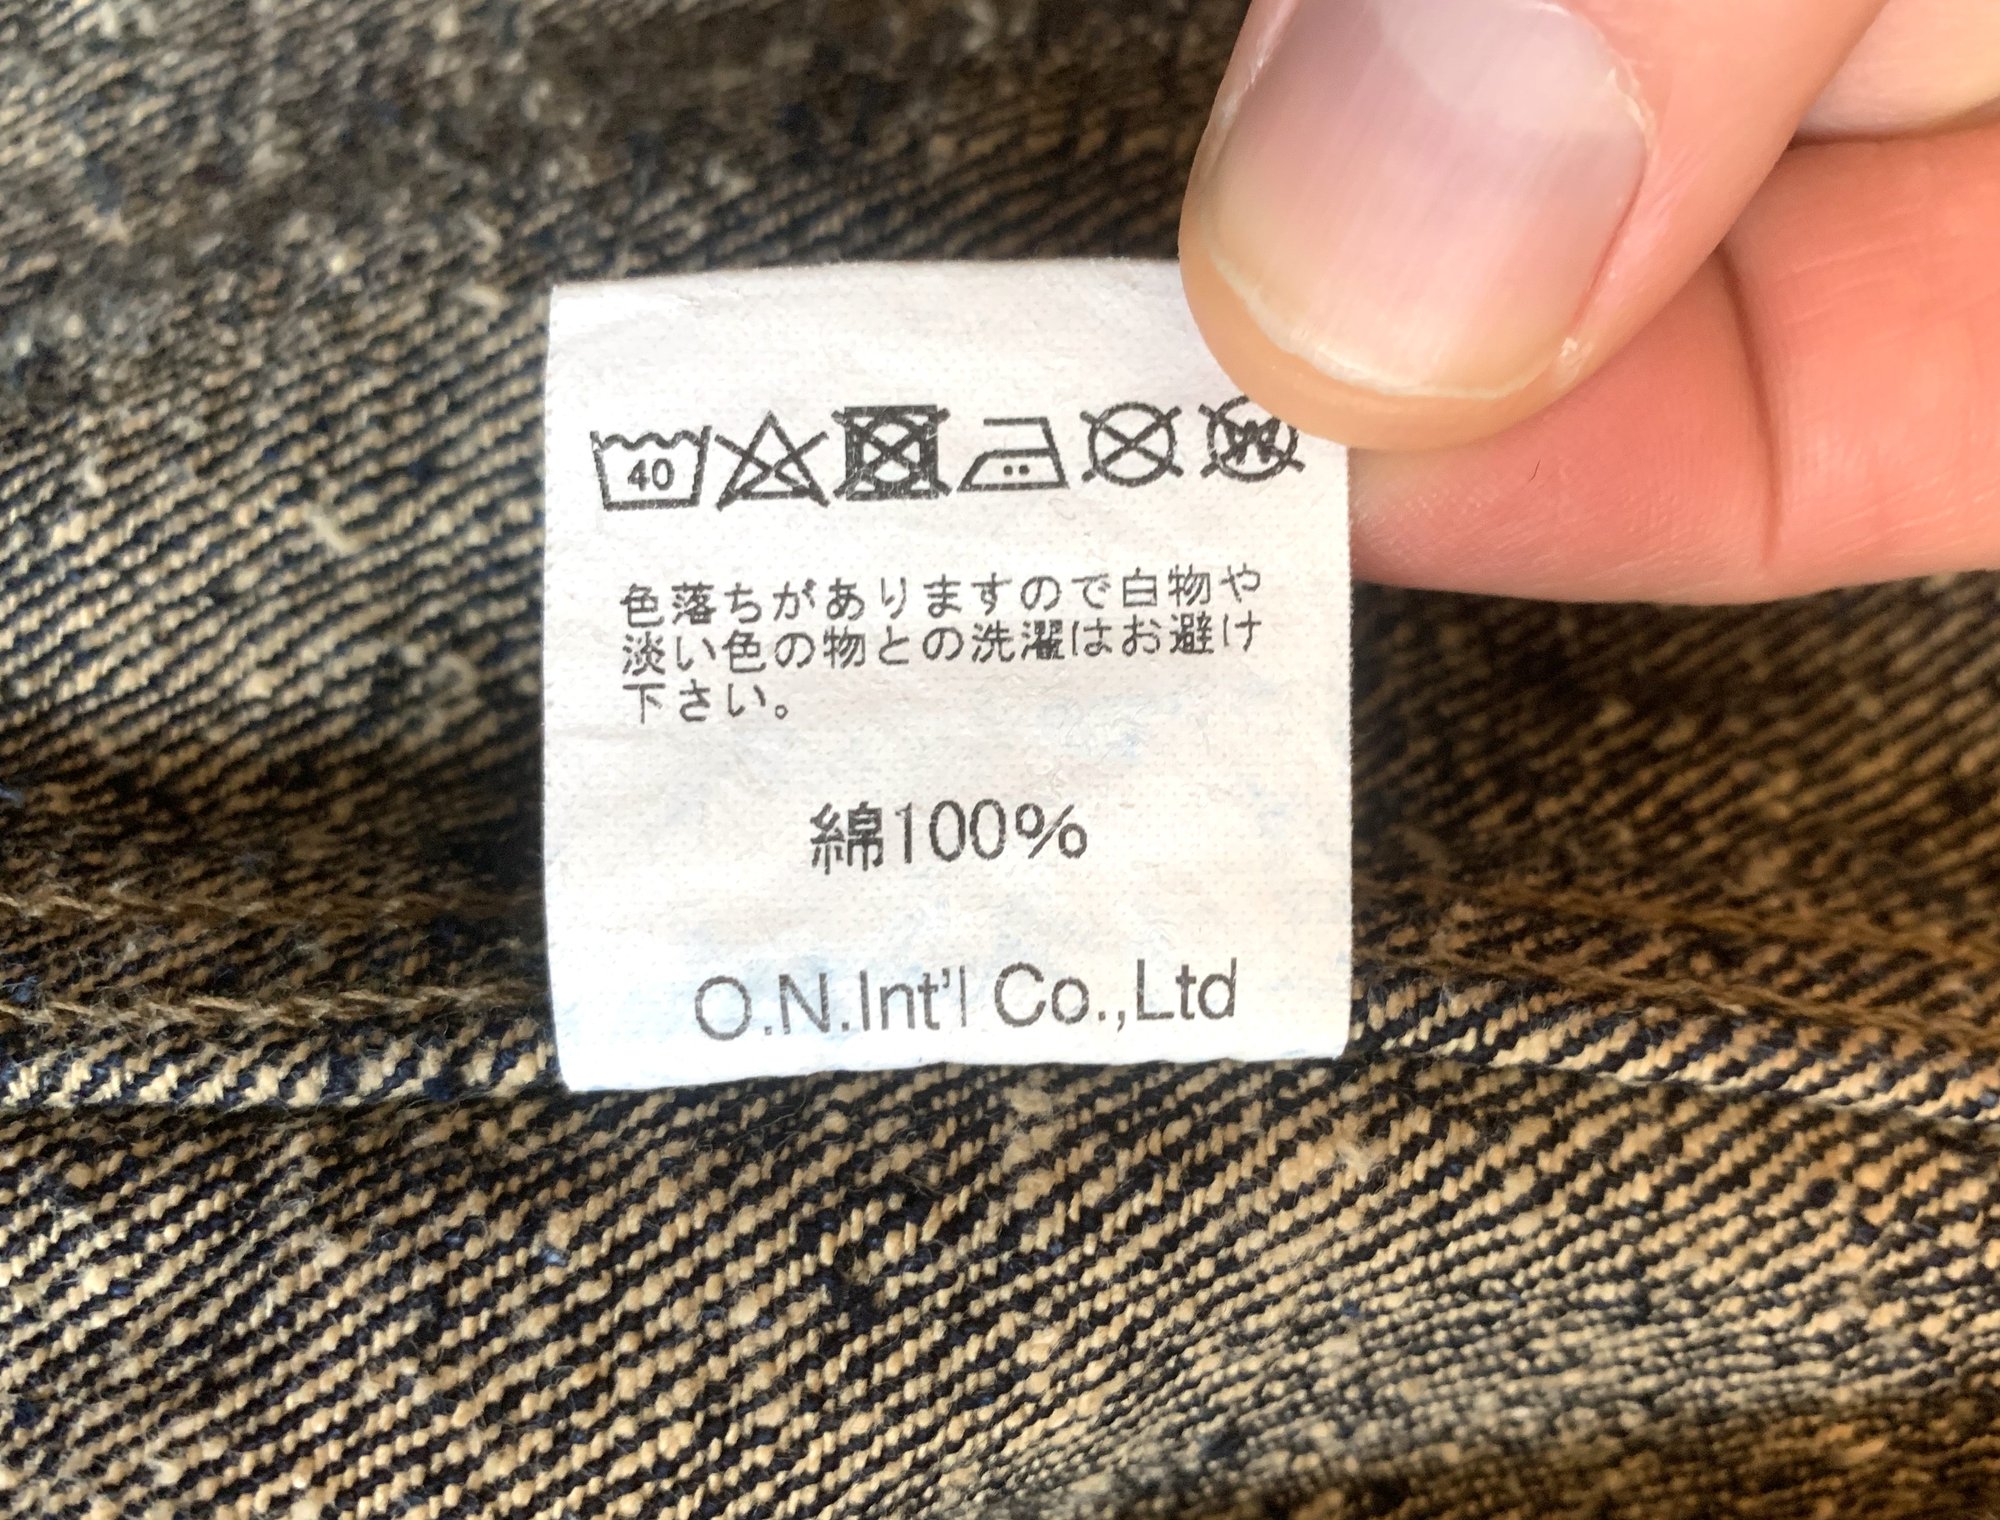 40
W
色落ちがありますので白物や
淡い色の物との洗濯はお避け
下さい。
綿100%
O.N.Int'l Co.,Ltd